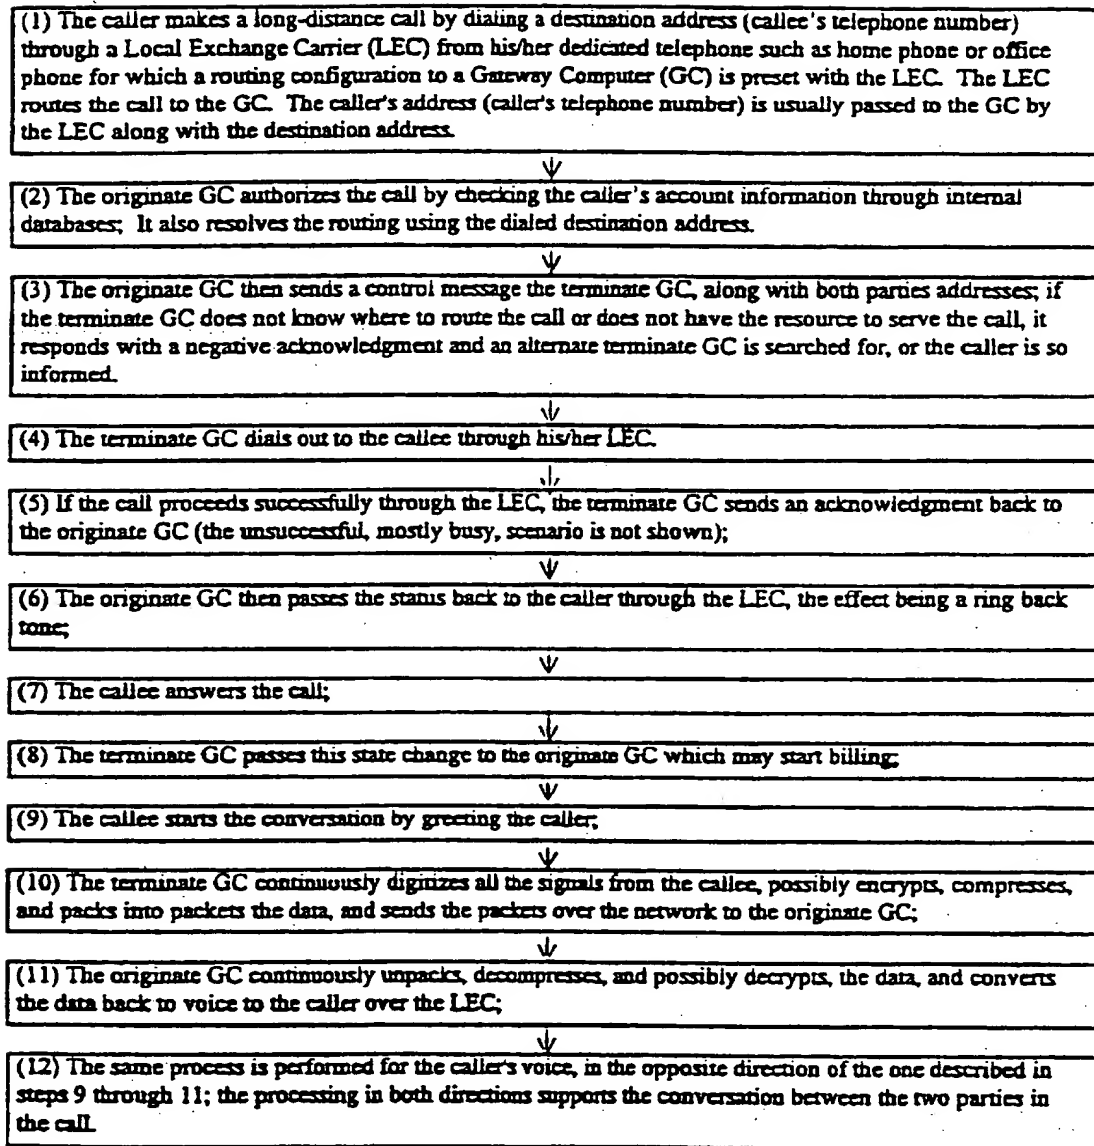 (1) The caller makes a long-distance call by dialing a destination address (callee's telephone number)
through a Local Exchange Carrier (LEC) from his/her dedicated telephone such as home phone or office
phone for which a routing configuration to a Gateway Computer (GC) is preset with the LEC. The LEC
routes the call to the GC. The caller's address (caller's telephone number) is usually passed to the GC by
the LEC along with the destination address.
(2) The originate GC authorizes the call by checking the caller's account information through internal
databases; It also resolves the routing using the dialed destination address.
(3) The originate GC then sends a control message the terminate GC, along with both parties addresses; if
the terminate GC does not know where to route the call or does not have the resource to serve the call, it
responds with a negative acknowledgment and an alternate terminate GC is searched for, or the caller is so
informed.
(4) The terminate GC dials out to the callee through his/her LEC.
(5) If the call proceeds successfully through the LEC, the terminate GC sends an acknowledgment back to
the originate GC (the unsuccessful, mostly busy, scenario is not shown);
(6) The originate GC then passes the status back to the caller through the LEC, the effect being a ring back
tone;
(7) The callee answers the call;
(8) The terminate GC passes this state change to the originate GC which may start billing;
(9) The callee starts the conversation by greeting the caller;
(10) The terminate GC continuously digitizes all the signals from the callee, possibly encrypts, compresses,
and packs into packets the data, and sends the packets over the network to the originate GC;
(11) The originate GC continuously unpacks, decompresses, and possibly decrypts, the data, and converts
the data back to voice to the caller over the LEC;
(12) The same process is performed for the caller's voice, in the opposite direction of the one described in
steps 9 through 11; the processing in both directions supports the conversation between the two parties in
the call.